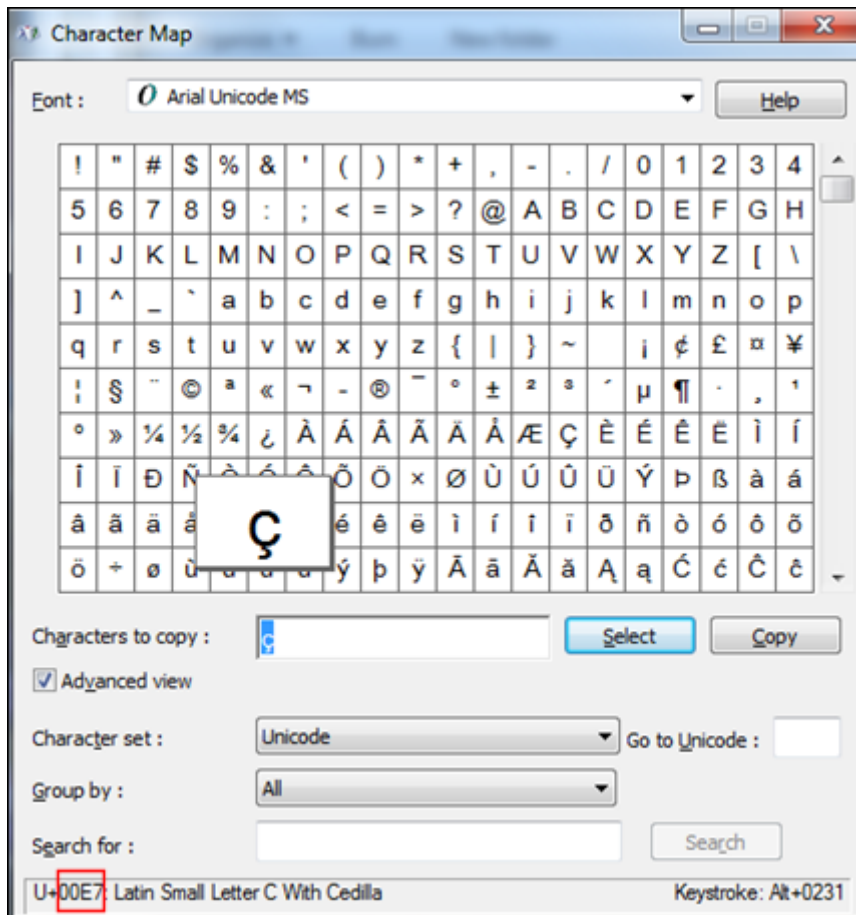 Character Map
Font : O Arial Unicode MS Help
! " # $ % & ' ( ) * + , - . / 0 1 2 3 4
5 6 7 8 9 : ; < = > ? @ A B C D E F G H
I J K L M N O P Q R S T U V W X Y Z [ \
] ^ _ ` a b c d e f g h i j k l m n o p
q r s t u v w x y z { | } ~ ¡ ¢ £ ¤ ¥
¦ § ¨ © ª « ¬ - ® ¯ ° ± ² ³ ´ µ ¶ · ¸ ¹
º » ¼ ½ ¾ ¿ À Á Â Ã Ä Å Æ Ç È É Ê Ë Ì Í
Î Ï Ð Ñ Õ Ö × Ø Ù Ú Û Ü Ý Þ ß à á
â ã ä å ç é ê ë ì í î ï ð ñ ò ó ô õ
ö ÷ ø ù ý þ ÿ Ā ā Ă ă Ą ą Ć ć Ĉ ĉ
Characters to copy : ç Select Copy
Advanced view
Character set : Unicode Go to Unicode :
Group by : All
Search for : Search
U+00E7: Latin Small Letter C With Cedilla Keystroke: Alt+0231